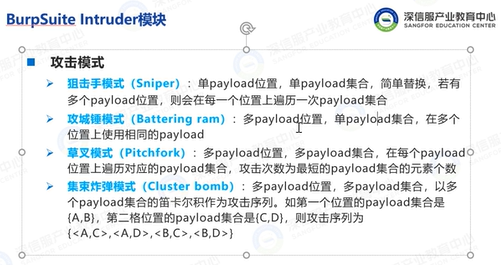 BurpSuite Intruder模块
深信服产业教育中心
SANGFOR EDUCATION CENTER
攻击模式
狙击手模式（Sniper）：单payload位置，单payload集合，简单替换，若有
多个payload位置，则会在每一个位置上遍历一次payload集合
攻城锤模式（Battering ram）：多payload位置，单payload集合，在多个
位置上使用相同的payload
草叉模式（Pitchfork）：多payload位置，多payload集合，在每个payload
位置上遍历对应的payload集合，攻击次数为最短的payload集合的元素个数
集束炸弹模式（Cluster bomb）：多payload位置，多payload集合，以多
个payload集合的笛卡尔积作为攻击序列。如第一个位置的payload集合是
{A,B}，第二格位置的payload集合是{C,D}，则攻击序列为
{<A,C>,<A,D>,<B,C>,<B,D>}